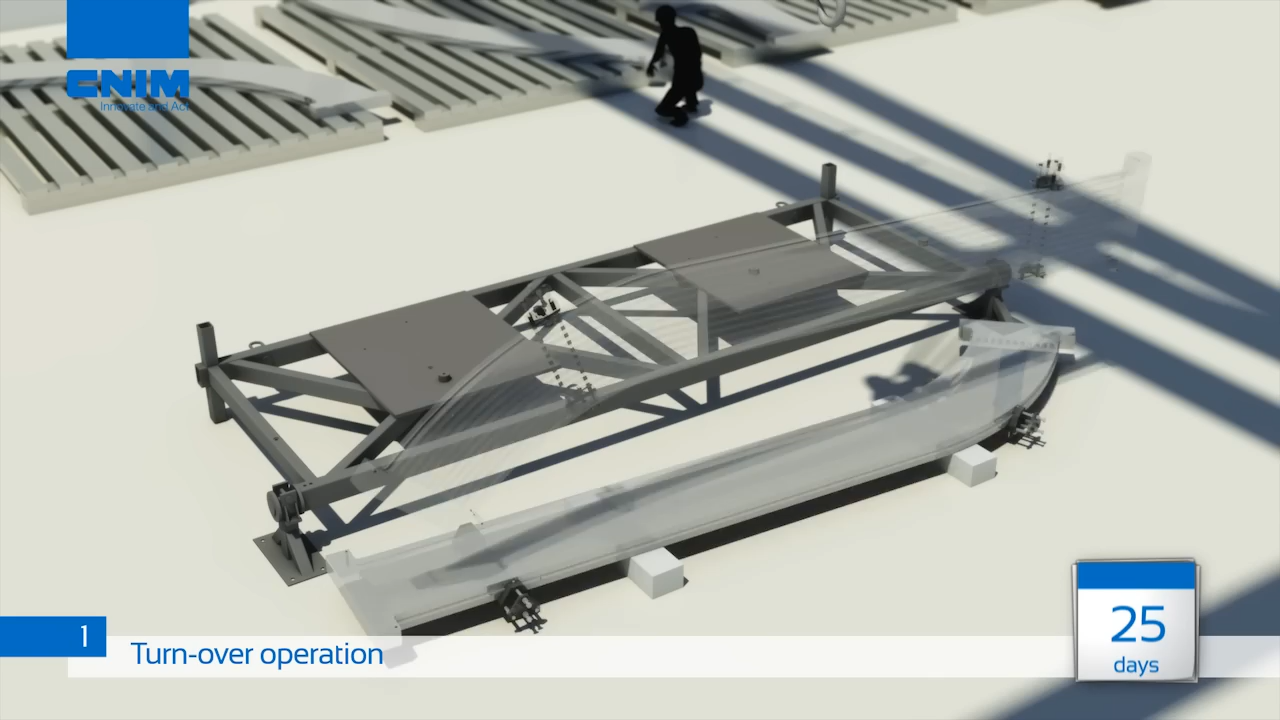 CNIM
Innovate and Act
1
Turn-over operation
25
days